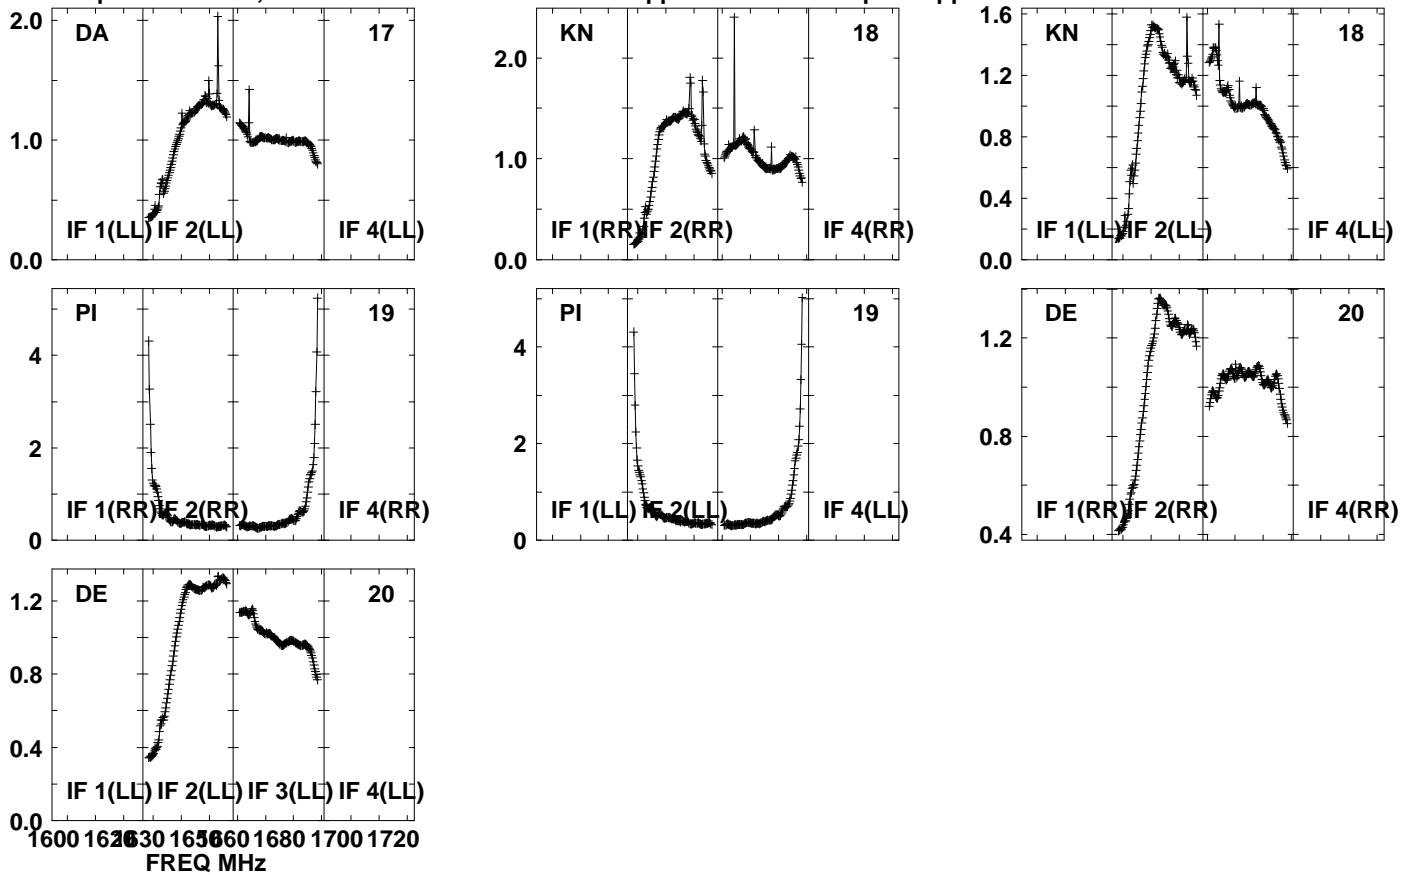 DA 17
2.0
1.0
0.0
IF 1(LL) IF 2(LL) IF 4(LL)
KN 18
2.0
1.0
0.0
IF 1(RR) IF 2(RR) IF 4(RR)
KN 18
1.6
1.2
0.8
0.4
0.0
IF 1(LL) IF 2(LL) IF 4(LL)
PI 19
4
2
0
IF 1(RR) IF 2(RR) IF 4(RR)
PI 19
4
2
0
IF 1(LL) IF 2(LL) IF 4(LL)
DE 20
1.2
0.8
0.4
IF 1(RR) IF 2(RR) IF 4(RR)
DE 20
1.2
0.8
0.4
0.0
IF 1(LL) IF 2(LL) IF 3(LL) IF 4(LL)
1600 1680 1700 1720
FREQ MHz